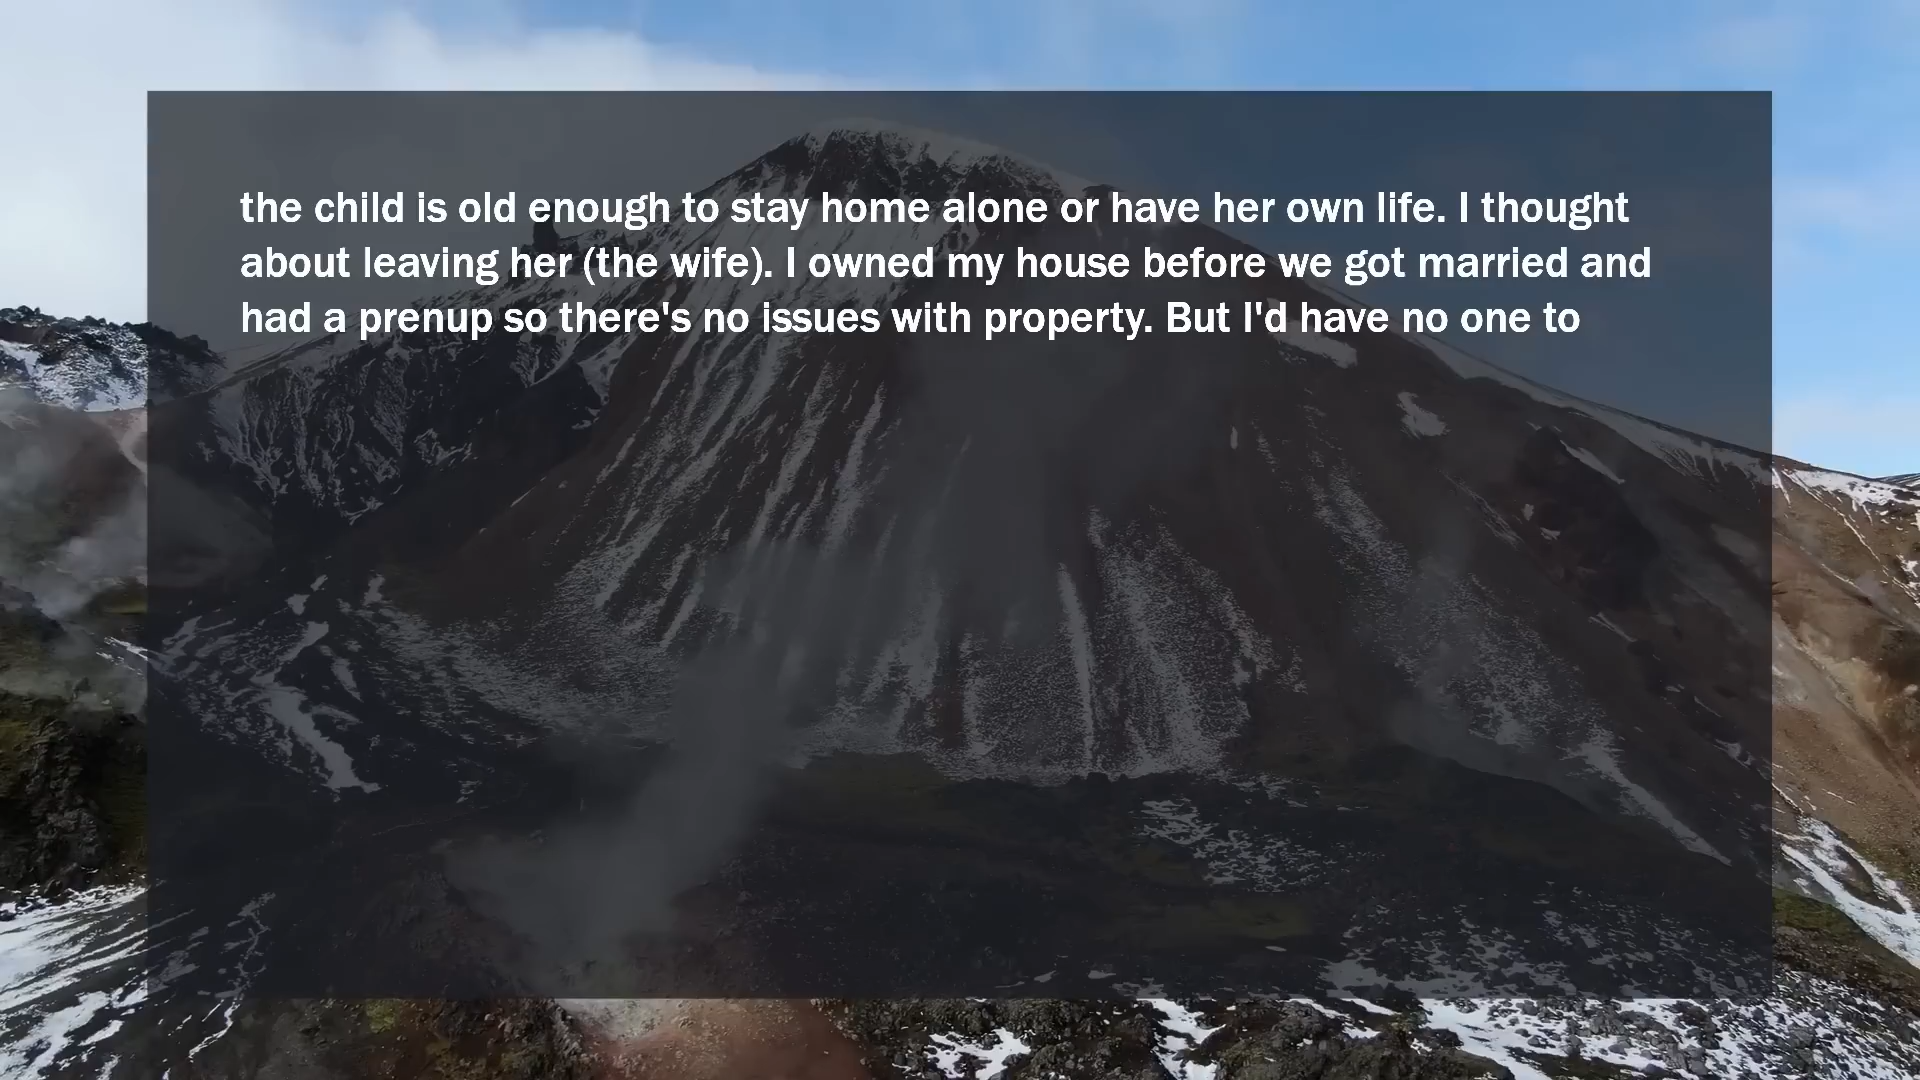 the child is old enough to stay home alone or have her own life. I thought
about leaving her (the wife). I owned my house before we got married and
had a prenup so there's no issues with property. But I'd have no one to